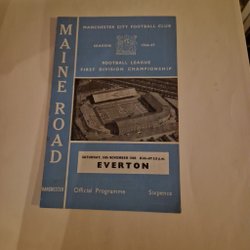 MAINE ROAD
MANCHESTER
MANCHESTER CITY FOOTBALL CLUB
SEASON 1966-67
FOOTBALL LEAGUE
FIRST DIVISION CHAMPIONSHIP
SATURDAY, NOVEMBER
EVERTON
Official Programme Sixpence